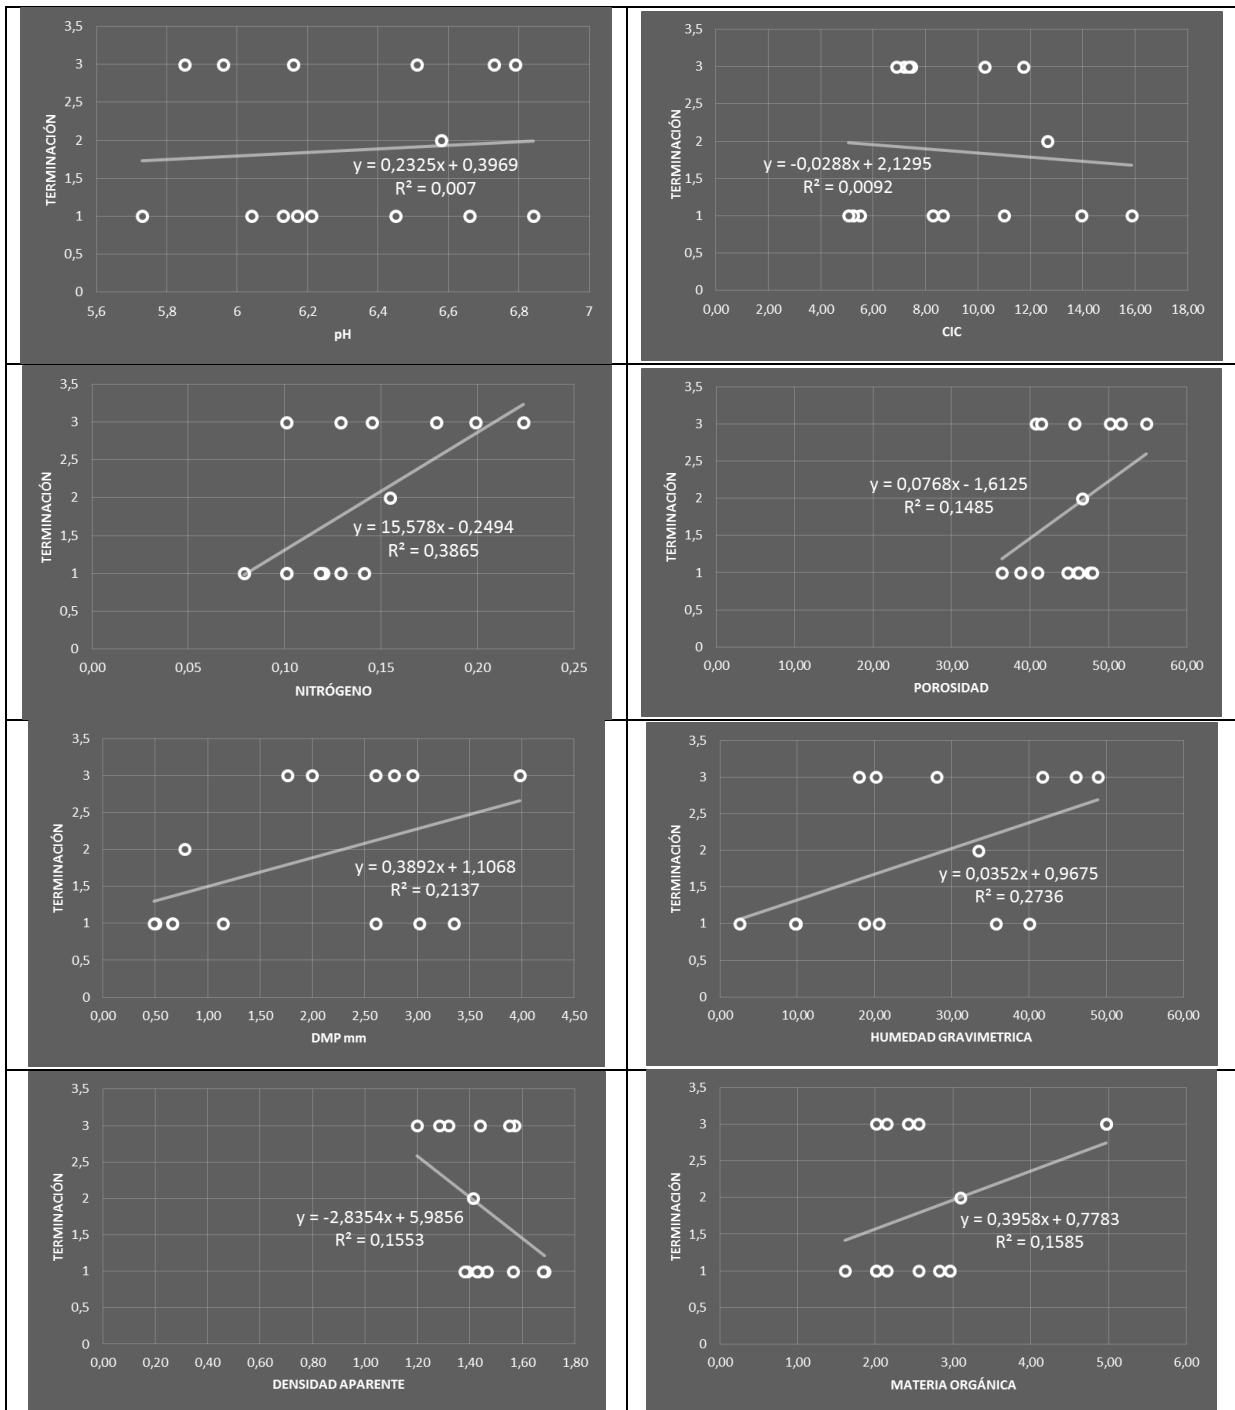 3,5
3
2,5
2
1,5
1
0,5
0
TERMINACIÓN
y = 0,2325x + 0,3969
R² = 0,007
5,6 5,8 6 6,2 6,4 6,6 6,8 7
pH
3,5
3
2,5
2
1,5
1
0,5
0
TERMINACIÓN
y = -0,0288x + 2,1295
R² = 0,0092
0,00 2,00 4,00 6,00 8,00 10,00 12,00 14,00 16,00 18,00
CIC
3,5
3
2,5
2
1,5
1
0,5
0
TERMINACIÓN
y = 15,578x - 0,2494
R² = 0,3865
0,00 0,05 0,10 0,15 0,20 0,25
NITRÓGENO
3,5
3
2,5
2
1,5
1
0,5
0
TERMINACIÓN
y = 0,0768x - 1,6125
R² = 0,1485
0,00 10,00 20,00 30,00 40,00 50,00 60,00
POROSIDAD
3,5
3
2,5
2
1,5
1
0,5
0
TERMINACIÓN
y = 0,3892x + 1,1068
R² = 0,2137
0,00 0,50 1,00 1,50 2,00 2,50 3,00 3,50 4,00 4,50
DMP mm
3,5
3
2,5
2
1,5
1
0,5
0
TERMINACIÓN
y = 0,0352x + 0,9675
R² = 0,2736
0,00 10,00 20,00 30,00 40,00 50,00 60,00
HUMEDAD GRAVIMETRICA
3,5
3
2,5
2
1,5
1
0,5
0
TERMINACIÓN
y = -2,8354x + 5,9856
R² = 0,1553
0,00 0,20 0,40 0,60 0,80 1,00 1,20 1,40 1,60 1,80
DENSIDAD APARENTE
3,5
3
2,5
2
1,5
1
0,5
0
TERMINACIÓN
y = 0,3958x + 0,7783
R² = 0,1585
0,00 1,00 2,00 3,00 4,00 5,00 6,00
MATERIA ORGÁNICA